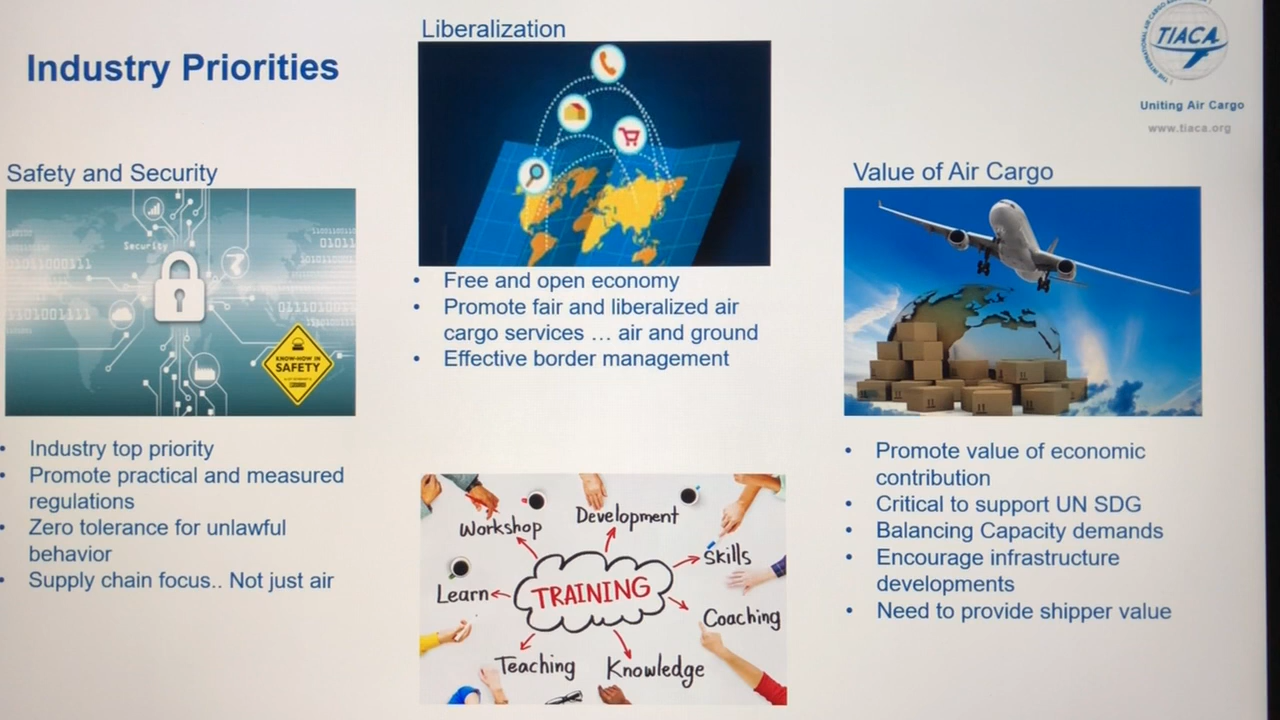 Industry Priorities
Liberalization
TIACA
Uniting Air Cargo
www.tiaca.org
Safety and Security
Security
KNOW-HOW IN
SAFETY
• Industry top priority
• Promote practical and measured
regulations
• Zero tolerance for unlawful
behavior
• Supply chain focus.. Not just air
• Free and open economy
• Promote fair and liberalized air
cargo services … air and ground
• Effective border management
Workshop
Development
Skills
Learn
TRAINING
Coaching
Teaching
Knowledge
Value of Air Cargo
• Promote value of economic
contribution
• Critical to support UN SDG
• Balancing Capacity demands
• Encourage infrastructure
developments
• Need to provide shipper value